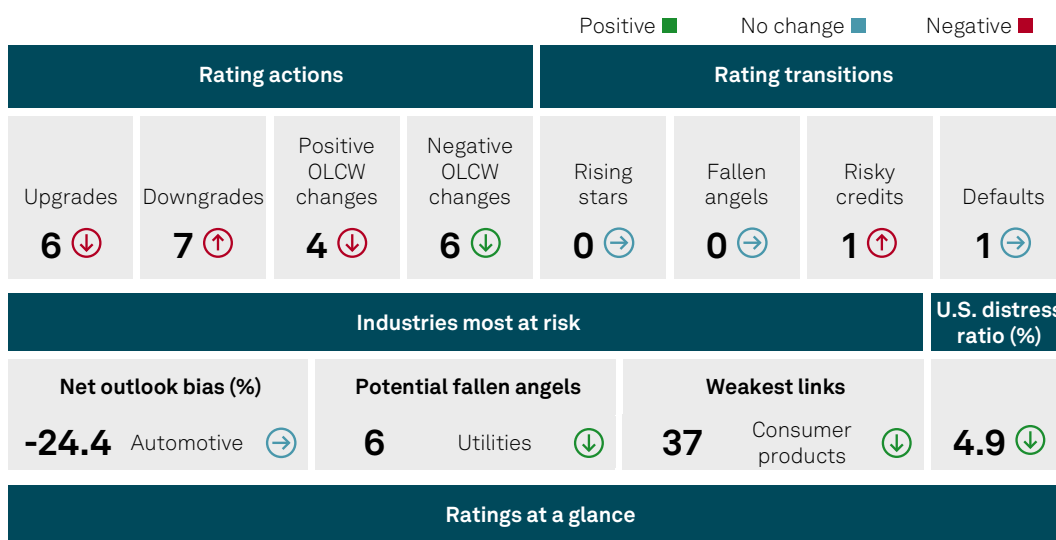 Positive No change Negative
Rating actions Rating transitions
Upgrades
6
Downgrades
7
Positive
OLCW
changes
4
Negative
OLCW
changes
6
Rising
stars
0
Fallen
angels
0
Risky
credits
1
Defaults
1
Industries most at risk
U.S. distress
ratio (%)
Net outlook bias (%)
-24.4 Automotive
Potential fallen angels
6 Utilities
Weakest links
37 Consumer
products
4.9
Ratings at a glance